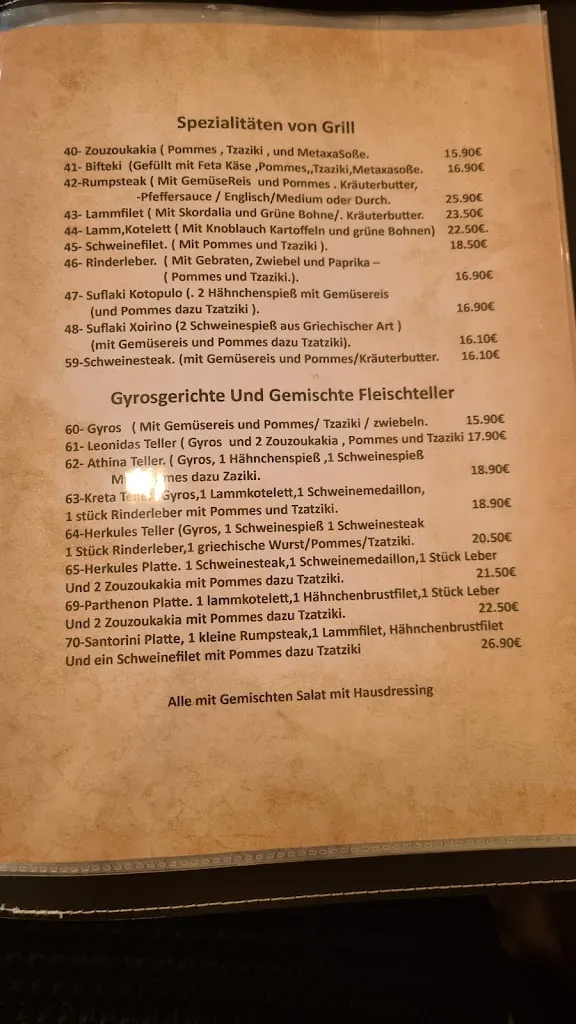 Spezialitäten von Grill
40- Zouzoukakia ( Pommes , Tzaziki , und MetaxaSoße. 15.90€
41- Bifteki (Gefüllt mit Feta Käse ,Pommes,,Tzaziki,Metaxasoße. 16.90€
42-Rumpsteak ( Mit GemüseReis und Pommes . Kräuterbutter,
-Pfeffersauce / Englisch/Medium oder Durch. 25.90€
43- Lammfilet ( Mit Skordalia und Grüne Bohne/. Kräuterbutter. 23.50€
44- Lamm,Kotelett ( Mit Knoblauch Kartoffeln und grüne Bohnen) 22.50€.
45- Schweinefilet. ( Mit Pommes und Tzaziki ). 18.50€
46- Rinderleber. ( Mit Gebraten, Zwiebel und Paprika –
( Pommes und Tzaziki.). 16.90€
47- Suflaki Kotopulo (. 2 Hähnchenspieß mit Gemüsereis
(und Pommes dazu Tzatziki ). 16.90€
48- Suflaki Xoirino (2 Schweinespieß aus Griechischer Art )
(mit Gemüsereis und Pommes dazu Tzatziki). 16.10€
59-Schweinesteak. (mit Gemüsereis und Pommes/Kräuterbutter. 16.10€
Gyrosgerichte Und Gemischte Fleischteller
60- Gyros ( Mit Gemüsereis und Pommes/ Tzaziki / zwiebeln. 15.90€
61- Leonidas Teller ( Gyros und 2 Zouzoukakia , Pommes und Tzaziki 17.90€
62- Athina Teller. ( Gyros, 1 Hähnchenspieß ,1 Schweinespieß
dazu Zaziki. 18.90€
63-Kreta Gyros,1 Lammkotelett,1 Schweinemedaillon,
1 stück Rinderleber mit Pommes und Tzatziki. 18.90€
64-Herkules Teller (Gyros, 1 Schweinespieß 1 Schweinesteak
1 Stück Rinderleber,1 griechische Wurst/Pommes/Tzatziki. 20.50€
65-Herkules Platte. 1 Schweinesteak,1 Schweinemedaillon,1 Stück Leber
Und 2 Zouzoukakia mit Pommes dazu Tzatziki. 21.50€
69-Parthenon Platte. 1 lammkotelett,1 Hähnchenbrustfilet,1 Stück Leber
Und 2 Zouzoukakia mit Pommes dazu Tzatziki. 22.50€
70-Santorini Platte, 1 kleine Rumpsteak,1 Lammfilet, Hähnchenbrustfilet
Und ein Schweinefilet mit Pommes dazu Tzatziki 26.90€
Alle mit Gemischten Salat mit Hausdressing